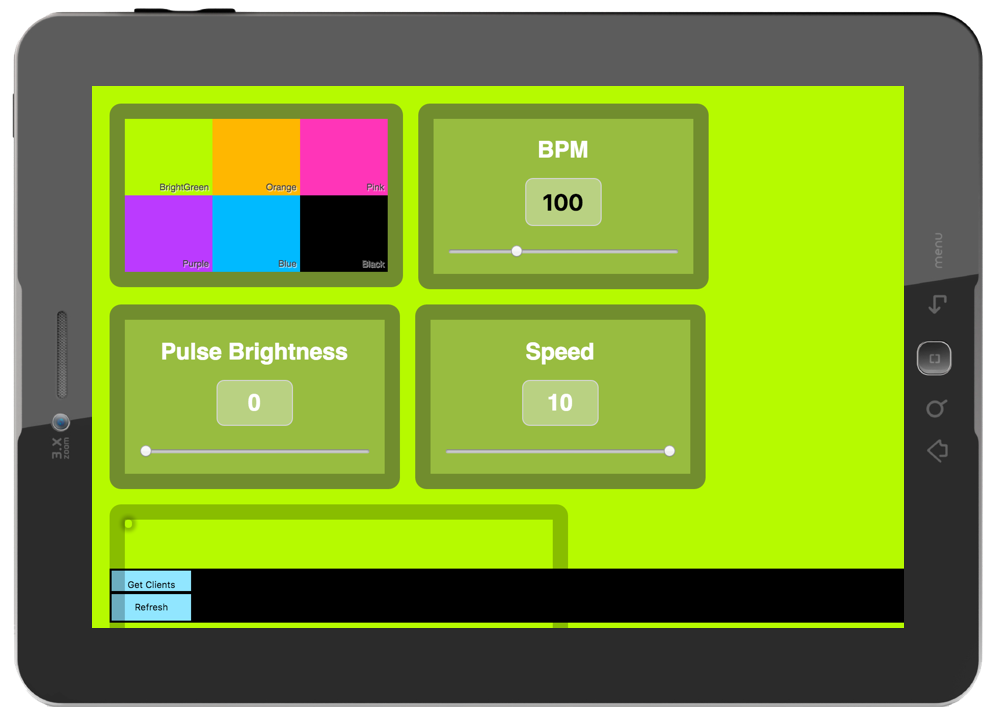 BrightGreen
Orange
Pink
Purple
Blue
Black
BPM
100
Pulse Brightness
0
Speed
10
Get Clients
Refresh
menu
3.X
zoom